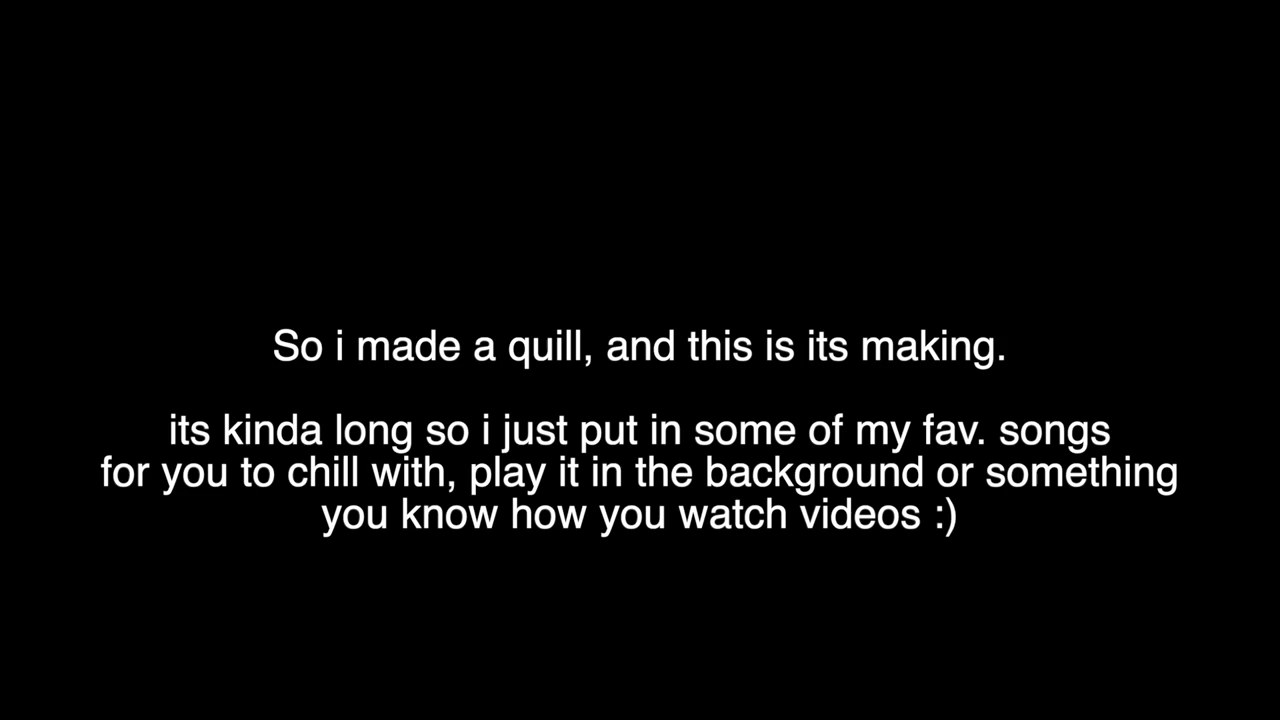 So i made a quill, and this is its making.
its kinda long so i just put in some of my fav. songs
for you to chill with, play it in the background or something
you know how you watch videos :)